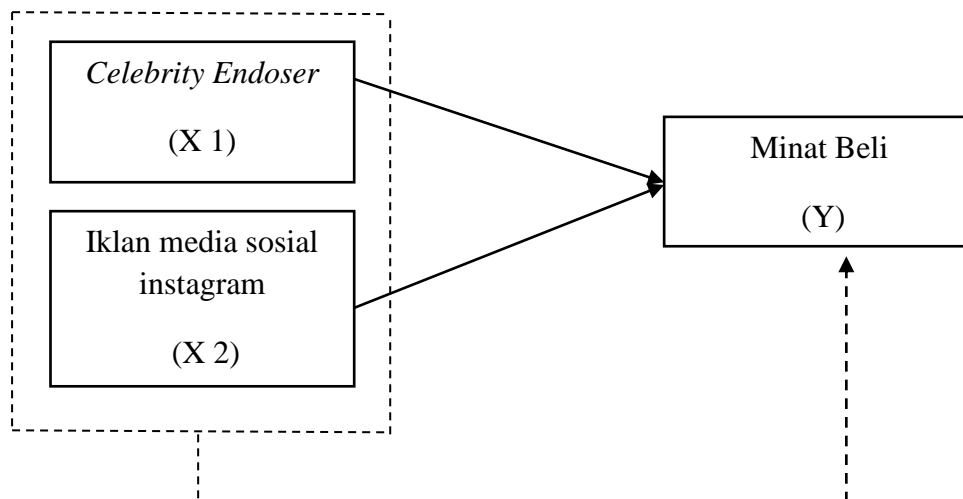 Celebrity Endoser
(X 1)
Iklan media sosial
instagram
(X 2)
Minat Beli
(Y)